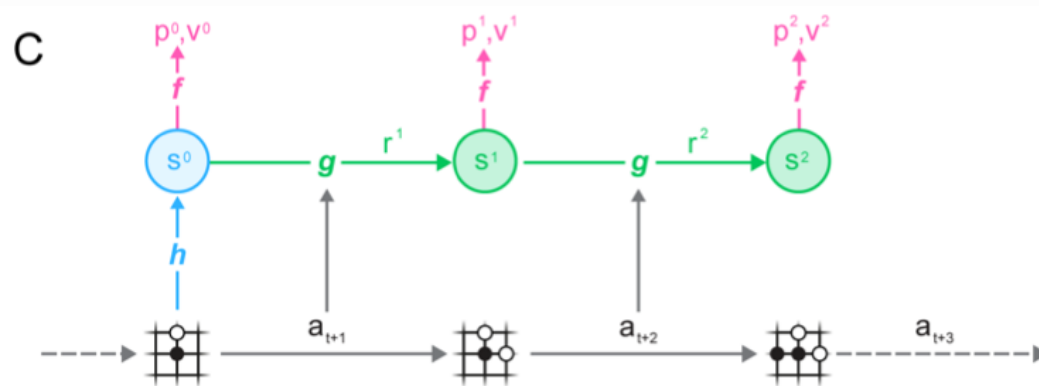 C
p⁰,v⁰ p¹,v¹ p²,v²
f f f
r¹ r²
s⁰ g s¹ g s²
h
aₜ₊₁ aₜ₊₂ aₜ₊₃